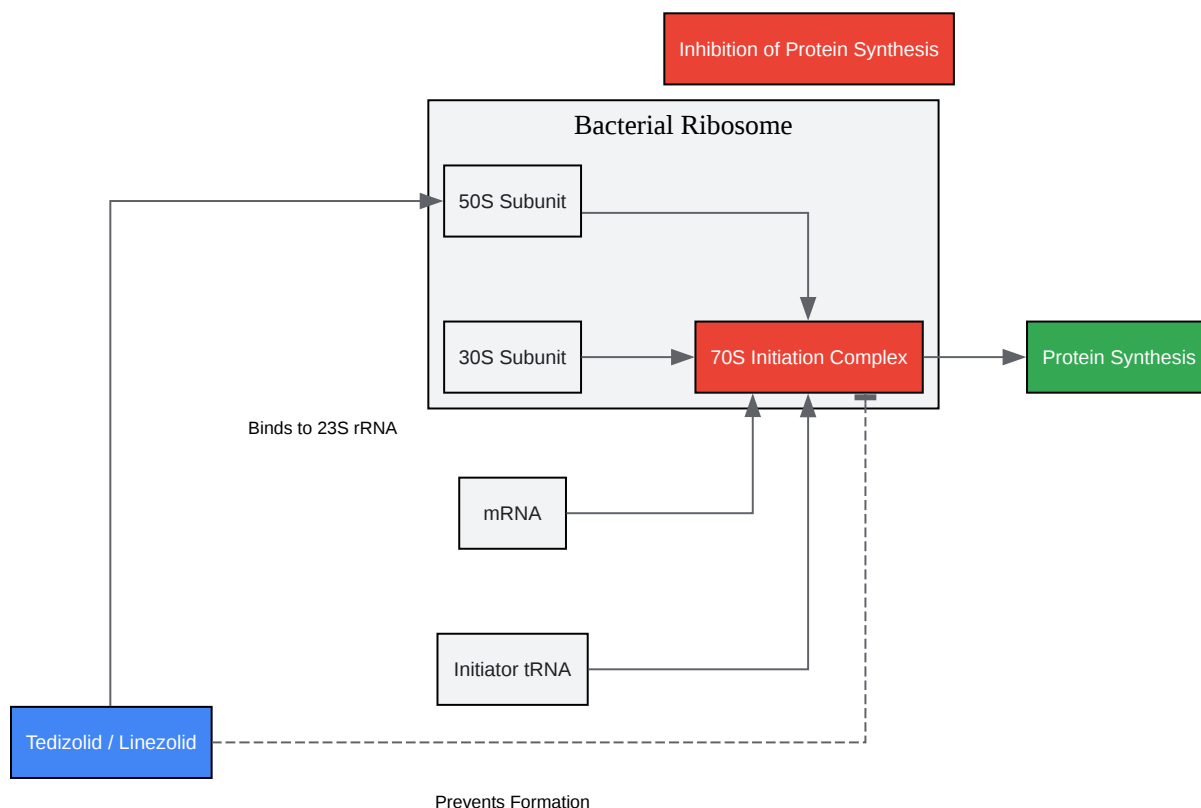 Inhibition of Protein Synthesis
Bacterial Ribosome
50S Subunit
30S Subunit
70S Initiation Complex
Protein Synthesis
Binds to 23S rRNA
mRNA
Initiator tRNA
Tedizolid / Linezolid
Prevents Formation